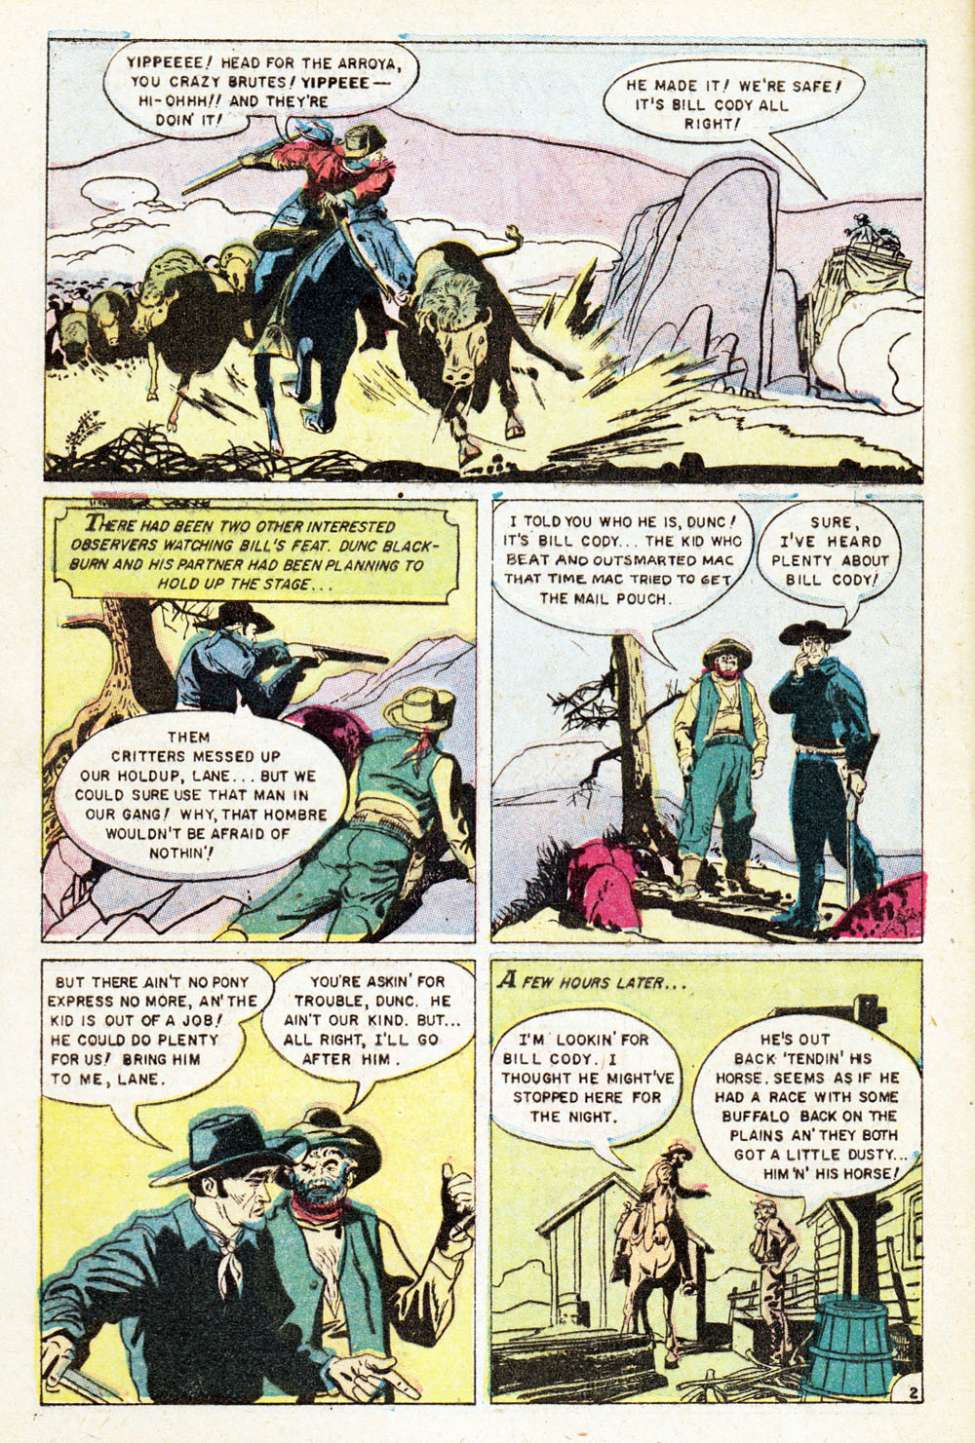 YIPPEEEE! HEAD FOR THE ARROYA,
YOU CRAZY BRUTES! YIPPEEE—
HI-OHHH!! AND THEY'RE
DOIN' IT!
HE MADE IT! WE'RE SAFE!
IT'S BILL CODY ALL
RIGHT!
THERE HAD BEEN TWO OTHER INTERESTED
OBSERVERS WATCHING BILL'S FEAT. DUNC BLACK-
BURN AND HIS PARTNER HAD BEEN PLANNING TO
HOLD UP THE STAGE...
THEM
CRITTERS MESSED UP
OUR HOLDUP, LANE... BUT WE
COULD SURE USE THAT MAN IN
OUR GANG! WHY, THAT HOMBRE
WOULDN'T BE AFRAID OF
NOTHIN'!
I TOLD YOU WHO HE IS, DUNC!
IT'S BILL CODY... THE KID WHO
BEAT AND OUTSMARTED MAC
THAT TIME MAC TRIED TO GET
THE MAIL POUCH.
SURE,
I'VE HEARD
PLENTY ABOUT
BILL CODY!
BUT THERE AIN'T NO PONY
EXPRESS NO MORE, AN' THE
KID IS OUT OF A JOB!
HE COULD DO PLENTY
FOR US! BRING HIM
TO ME, LANE.
YOU'RE ASKIN' FOR
TROUBLE, DUNC. HE
AIN'T OUR KIND. BUT...
ALL RIGHT, I'LL GO
AFTER HIM.
A FEW HOURS LATER...
I'M LOOKIN' FOR
BILL CODY. I
THOUGHT HE MIGHT'VE
STOPPED HERE FOR
THE NIGHT.
HE'S OUT
BACK 'TENDIN' HIS
HORSE. SEEMS AS IF HE
HAD A RACE WITH SOME
BUFFALO BACK ON THE
PLAINS AN' THEY BOTH
GOT A LITTLE DUSTY...
HIM 'N' HIS HORSE!
2